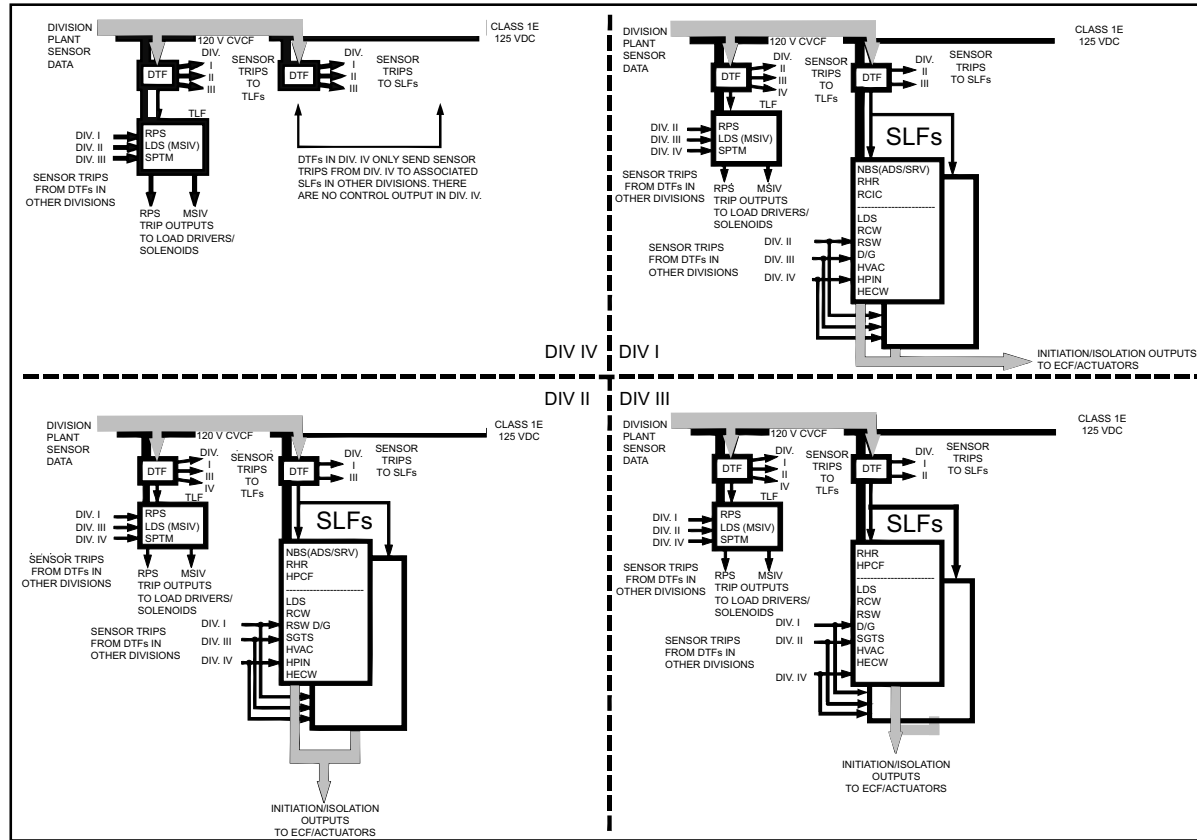 DIVISION
PLANT
SENSOR
DATA
120 V CVCF
CLASS 1E
125 VDC
DTF
DIV.
I
II
III
SENSOR
TRIPS
TO
TLFs
DTF
DIV.
I
II
III
SENSOR
TRIPS
TO SLFs
TLF
DIV. I
DIV. II
DIV. III
RPS
LDS (MSIV)
SPTM
SENSOR TRIPS
FROM DTFs IN
OTHER DIVISIONS
RPS MSIV
TRIP OUTPUTS
TO LOAD DRIVERS/
SOLENOIDS
DTFs IN DIV. IV ONLY SEND SENSOR
TRIPS FROM DIV. IV TO ASSOCIATED
SLFs IN OTHER DIVISIONS. THERE
ARE NO CONTROL OUTPUT IN DIV. IV.
DIV IV
DIVISION
PLANT
SENSOR
DATA
120 V CVCF
CLASS 1E
125 VDC
DTF
DIV.
II
III
IV
SENSOR
TRIPS
TO
TLFs
DTF
DIV.
II
III
SENSOR
TRIPS
TO SLFs
TLF
DIV. II
DIV. III
DIV. IV
RPS
LDS (MSIV)
SPTM
SENSOR TRIPS
FROM DTFs IN
OTHER DIVISIONS
RPS MSIV
TRIP OUTPUTS
TO LOAD DRIVERS/
SOLENOIDS
SLFs
NBS(ADS/SRV)
RHR
RCIC
LDS
RCW
RSW
D/G
HVAC
HPIN
HECW
SENSOR TRIPS
FROM DTFs IN
OTHER DIVISIONS
DIV. II
DIV. III
DIV. IV
INITIATION/ISOLATION OUTPUTS
TO ECF/ACTUATORS
DIV I
DIV II
DIVISION
PLANT
SENSOR
DATA
120 V CVCF
CLASS 1E
125 VDC
DTF
DIV.
I
III
IV
SENSOR
TRIPS
TO
TLFs
DTF
DIV.
I
III
SENSOR
TRIPS
TO SLFs
TLF
DIV. I
DIV. III
DIV. IV
RPS
LDS (MSIV)
SPTM
SENSOR TRIPS
FROM DTFs IN
OTHER DIVISIONS
RPS MSIV
TRIP OUTPUTS
TO LOAD DRIVERS/
SOLENOIDS
SLFs
NBS(ADS/SRV)
RHR
HPCF
LDS
RCW
RSW D/G
SGTS
HVAC
HPIN
HECW
SENSOR TRIPS
FROM DTFs IN
OTHER DIVISIONS
DIV. I
DIV. III
DIV. IV
INITIATION/ISOLATION
OUTPUTS
TO ECF/ACTUATORS
DIV III
DIVISION
PLANT
SENSOR
DATA
120 V CVCF
CLASS 1E
125 VDC
DTF
DIV.
I
II
IV
SENSOR
TRIPS
TO
TLFs
DTF
DIV.
I
II
SENSOR
TRIPS
TO SLFs
TLF
DIV. I
DIV. II
DIV. IV
RPS
LDS (MSIV)
SPTM
SENSOR TRIPS
FROM DTFs IN
OTHER DIVISIONS
RPS MSIV
TRIP OUTPUTS
TO LOAD DRIVERS/
SOLENOIDS
SLFs
RHR
HPCF
LDS
RCW
RSW
D/G
SGTS
HVAC
HECW
SENSOR TRIPS
FROM DTFs IN
OTHER DIVISIONS
DIV. I
DIV. II
DIV. IV
INITIATION/ISOLATION
OUTPUTS
TO ECF/ACTUATORS